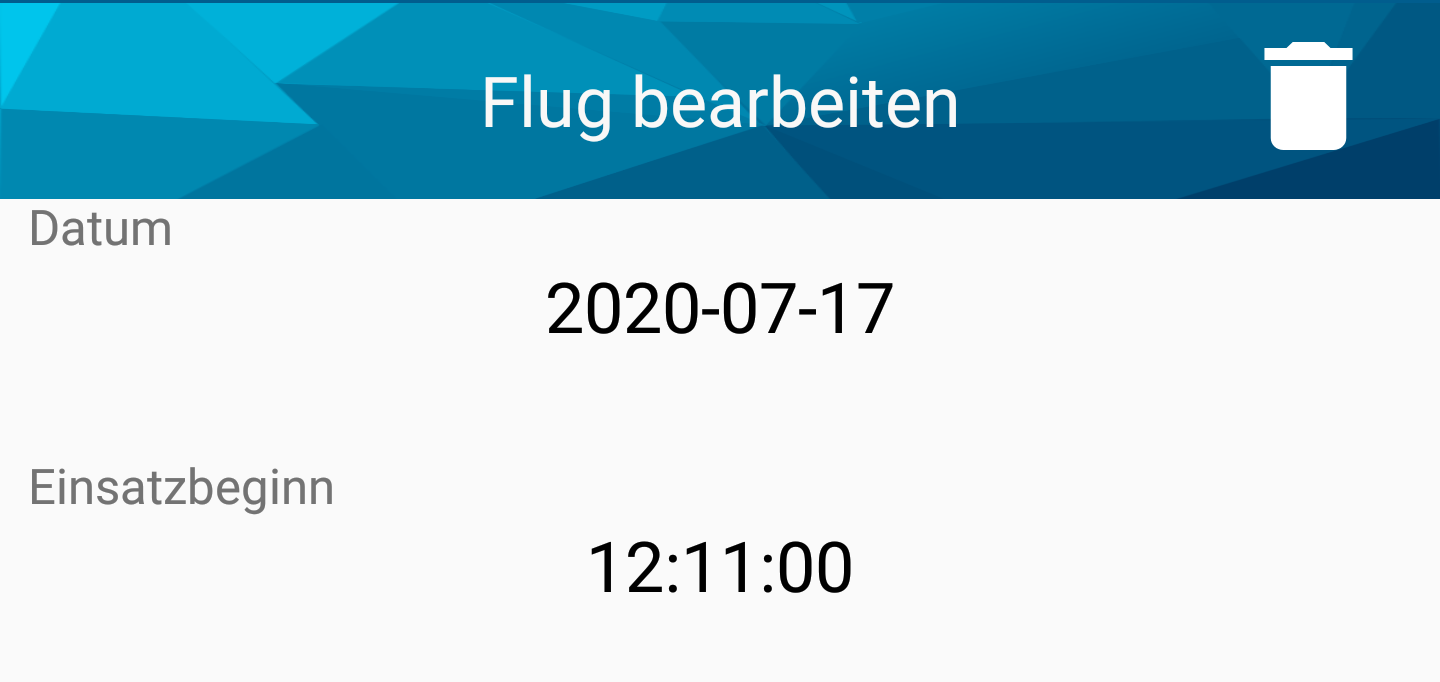 Flug bearbeiten
Datum
2020-07-17
Einsatzbeginn
12:11:00